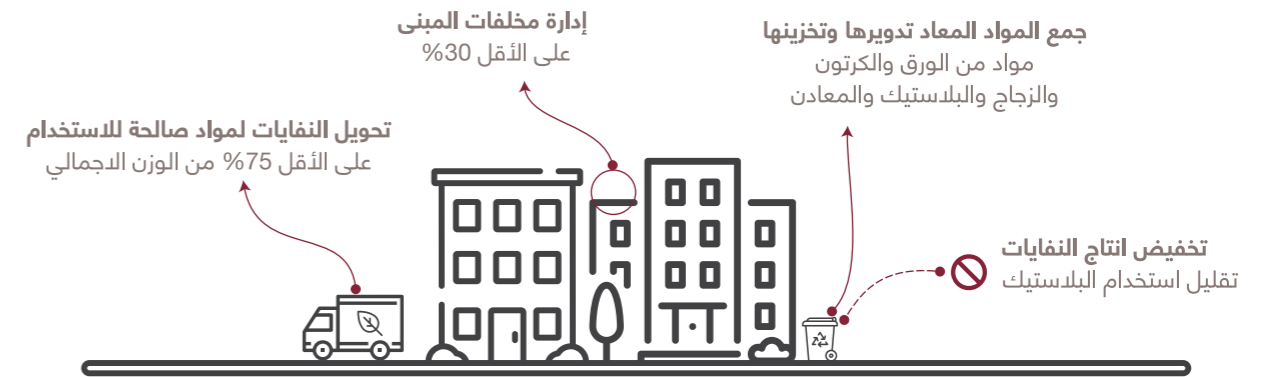 جمع المواد المعاد تدويرها وتخزينها
مواد من الورق والكرتون
والزجاج والبلاستيك والمعادن
إدارة مخلفات المبنى
على الأقل 30%
تحويل النفايات لمواد صالحة للاستخدام
على الأقل 75% من الوزن الاجمالي
تخفيض انتاج النفايات
تقليل استخدام البلاستيك